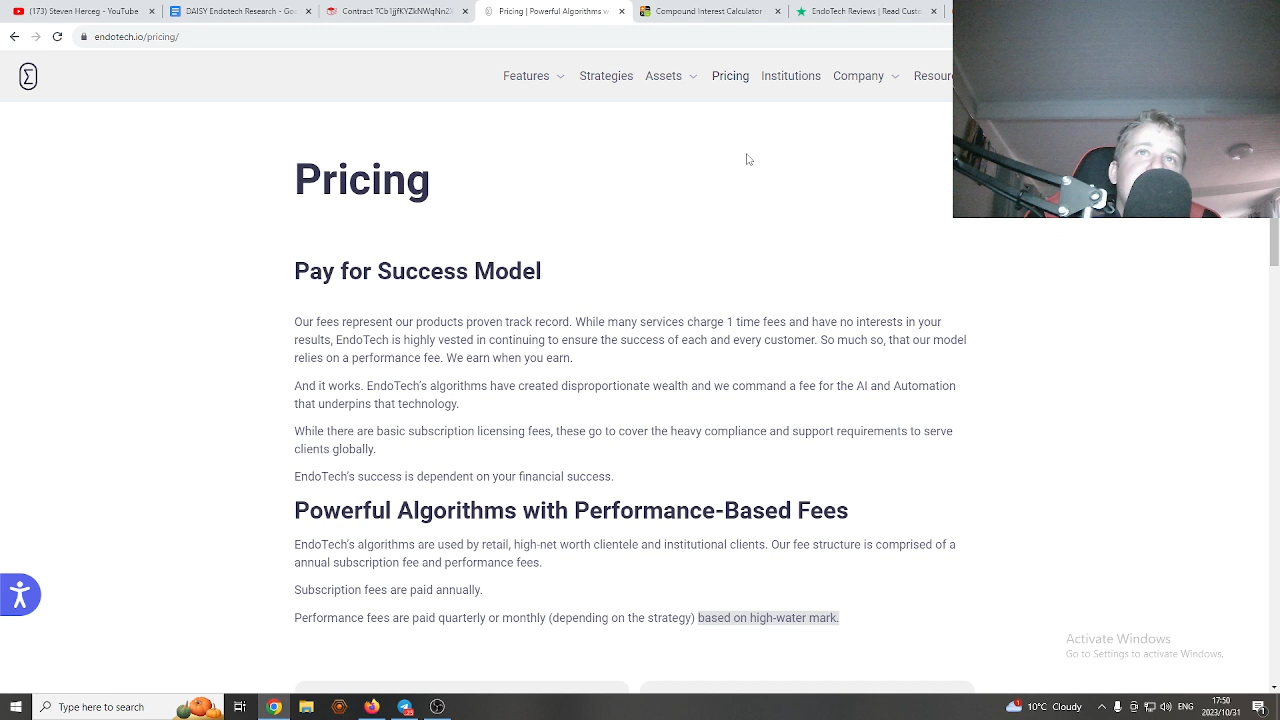 (173) Steven Herceg - YouTube
DAISY Endotech Research - Goo
Contract TCb1jjfKYZkNWqNn2X
Pricing | Powerful Algorithms w
Compound Interest Calculator
EndoTech Reviews | Read Custo
endotech.io/pricing/
Features Strategies Assets Pricing Institutions Company Resour
Pricing
Pay for Success Model
Our fees represent our products proven track record. While many services charge 1 time fees and have no interests in your
results, EndoTech is highly vested in continuing to ensure the success of each and every customer. So much so, that our model
relies on a performance fee. We earn when you earn.
And it works. EndoTech's algorithms have created disproportionate wealth and we command a fee for the AI and Automation
that underpins that technology.
While there are basic subscription licensing fees, these go to cover the heavy compliance and support requirements to serve
clients globally.
EndoTech's success is dependent on your financial success.
Powerful Algorithms with Performance-Based Fees
EndoTech's algorithms are used by retail, high-net worth clientele and institutional clients. Our fee structure is comprised of a
annual subscription fee and performance fees.
Subscription fees are paid annually.
Performance fees are paid quarterly or monthly (depending on the strategy) based on high-water mark.
Activate Windows
Go to Settings to activate Windows.
Type here to search
10°C
ENG
17:50
2023/10/31